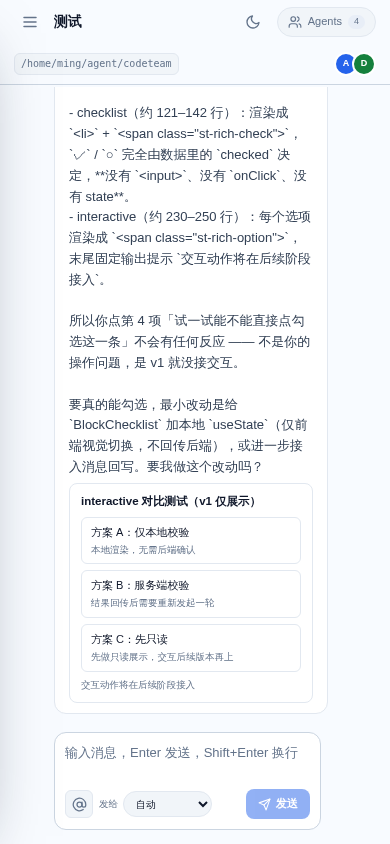 测试
Agents 4
/home/ming/agent/codeteam
A D
- checklist（约 121–142 行）：渲染成
`<li>` + `<span class="st-rich-check">`，
`✓` / `○` 完全由数据里的 `checked` 决
定，**没有 `<input>`、没有 `onClick`、没
有 state**。
- interactive（约 230–250 行）：每个选项
渲染成 `<span class="st-rich-option">`，
末尾固定输出提示 `交互动作将在后续阶段
接入`。
所以你点第 4 项「试一试能不能直接点勾
选这一条」不会有任何反应 —— 不是你的
操作问题，是 v1 就没接交互。
要真的能勾选，最小改动是给
`BlockChecklist` 加本地 `useState`（仅前
端视觉切换，不回传后端），或进一步接
入消息回写。要我做这个改动吗？
interactive 对比测试（v1 仅展示）
方案 A：仅本地校验
本地渲染，无需后端确认
方案 B：服务端校验
结果回传后需要重新发起一轮
方案 C：先只读
先做只读展示，交互后续版本再上
交互动作将在后续阶段接入
输入消息，Enter 发送，Shift+Enter 换行
@ 发给 自动 发送